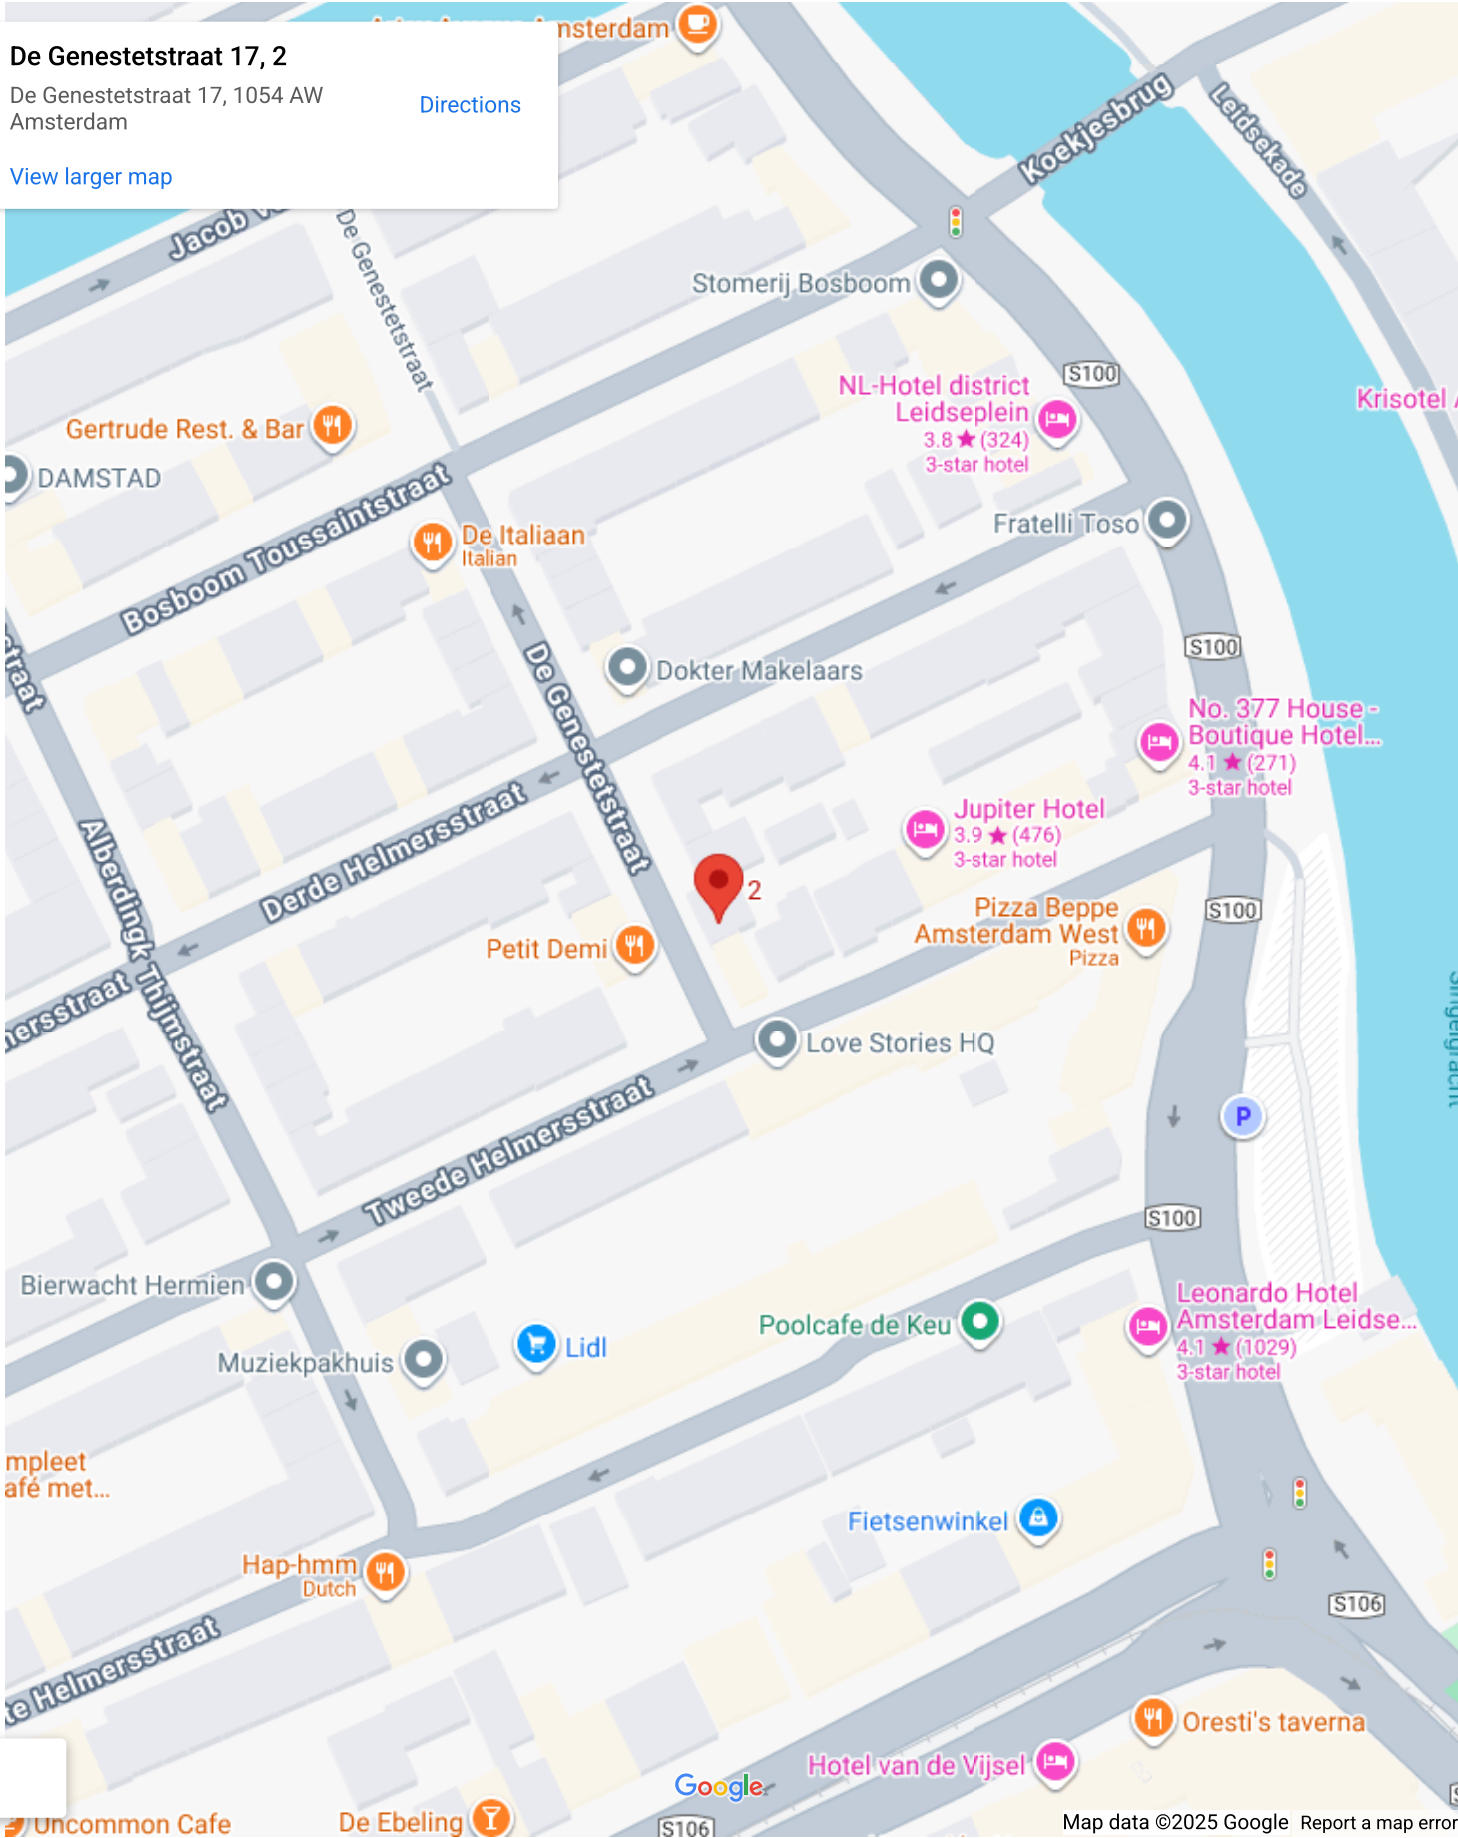 De Genestetstraat 17, 2
De Genestetstraat 17, 1054 AW
Amsterdam
Directions
View larger map
Koekjesbrug
Leidsekade
Jacob
De Genestetstraat
Stomerij Bosboom
S100
NL-Hotel district
Leidseplein
3.8 ★ (324)
3-star hotel
Krisotel
Gertrude Rest. & Bar
DAMSTAD
Bosboom Toussaintstraat
De Italiaan
Italian
Fratelli Toso
S100
Dokter Makelaars
De Genestetstraat
No. 377 House -
Boutique Hotel...
4.1 ★ (271)
3-star hotel
Jupiter Hotel
3.9 ★ (476)
3-star hotel
Derde Helmersstraat
Alberdingk Thijmstraat
2
Pizza Beppe
Amsterdam West
Pizza
S100
Petit Demi
Love Stories HQ
Tweede Helmersstraat
P
S100
Bierwacht Hermien
Leonardo Hotel
Amsterdam Leidse...
4.1 ★ (1029)
3-star hotel
Poolcafe de Keu
Lidl
Muziekpakhuis
mpleet
afé met...
Fietsenwinkel
Hap-hmm
Dutch
S106
te Helmersstraat
Oresti's taverna
Hotel van de Vijsel
Google
Uncommon Cafe
De Ebeling
S106
Map data ©2025 Google
Report a map error